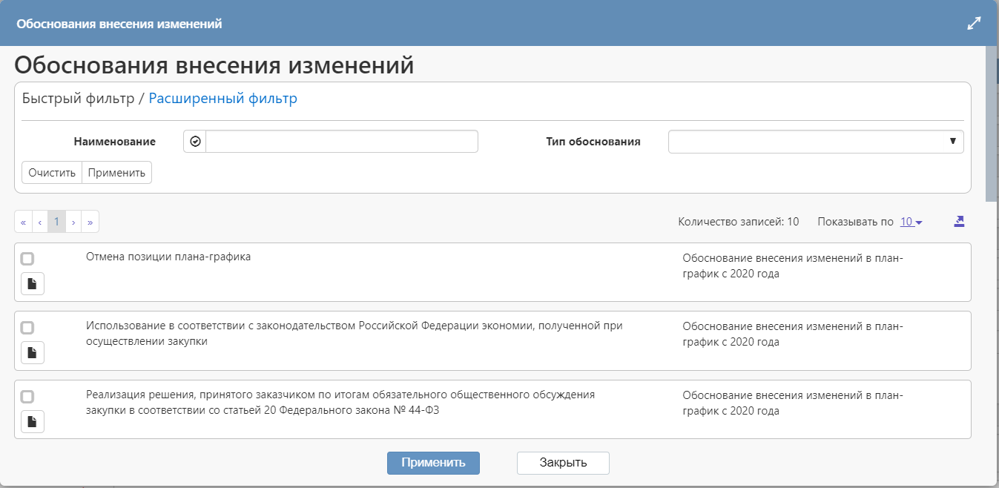 Обоснования внесения изменений
Обоснования внесения изменений
Быстрый фильтр / Расширенный фильтр
Наименование
Тип обоснования
Очистить Применить
« ‹ 1 › »
Количество записей: 10 Показывать по 10
Отмена позиции плана-графика
Обоснование внесения изменений в план-
график с 2020 года
Использование в соответствии с законодательством Российской Федерации экономии, полученной при
осуществлении закупки
Обоснование внесения изменений в план-
график с 2020 года
Реализация решения, принятого заказчиком по итогам обязательного общественного обсуждения
закупки в соответствии со статьей 20 Федерального закона № 44-ФЗ
Обоснование внесения изменений в план-
график с 2020 года
Применить Закрыть